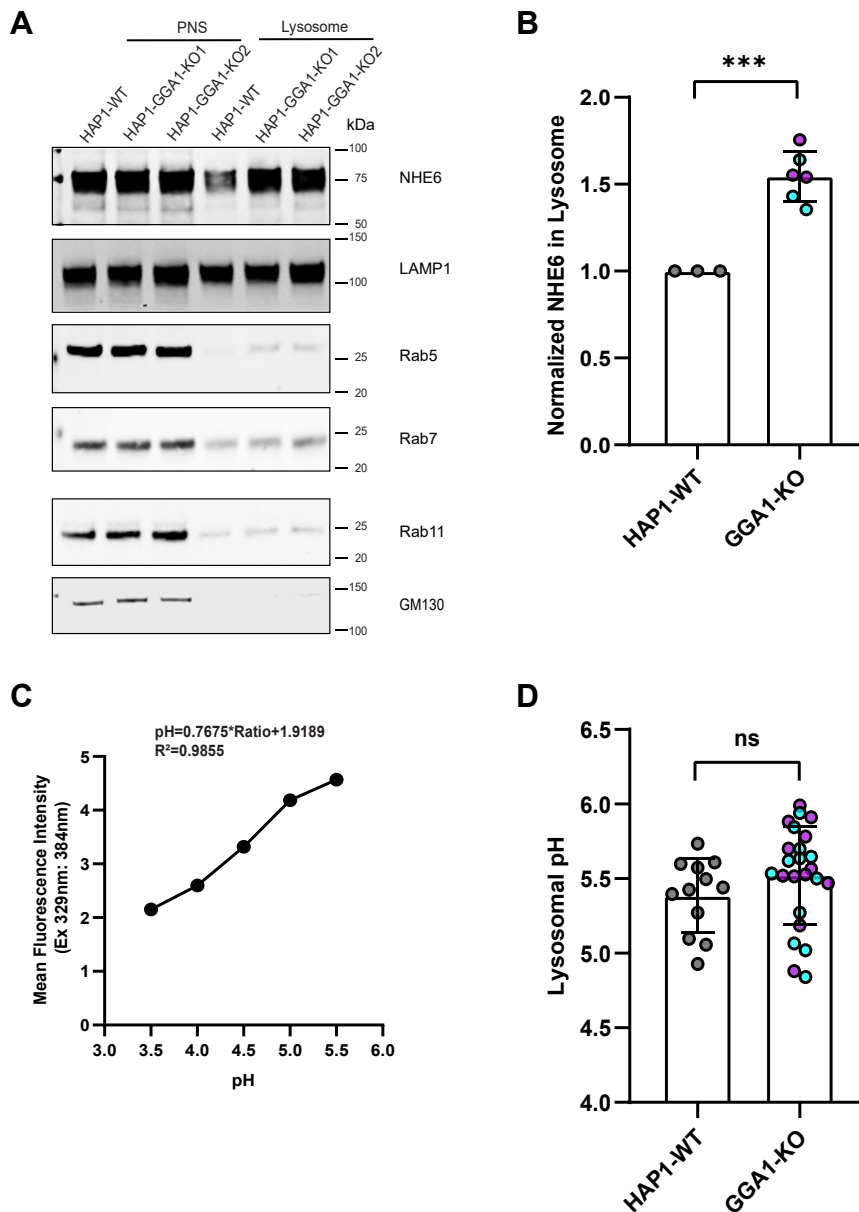 A
PNS Lysosome
HAP1-WT HAP1-GGA1-KO1 HAP1-GGA1-KO2 HAP1-WT HAP1-GGA1-KO1 HAP1-GGA1-KO2
kDa
100
NHE6
75
50
150
LAMP1
100
Rab5
25
20
25
Rab7
20
25
Rab11
20
150
GM130
100
B
***
Normalized NHE6 in Lysosome
2.0
1.5
1.0
0.5
0.0
HAP1-WT GGA1-KO
C
pH=0.7675*Ratio+1.9189
R²=0.9855
Mean Fluorescence Intensity
(Ex 329nm: 384nm)
5
4
3
2
1
0
3.0 3.5 4.0 4.5 5.0 5.5 6.0
pH
D
ns
Lysosomal pH
6.5
6.0
5.5
5.0
4.5
4.0
HAP1-WT GGA1-KO